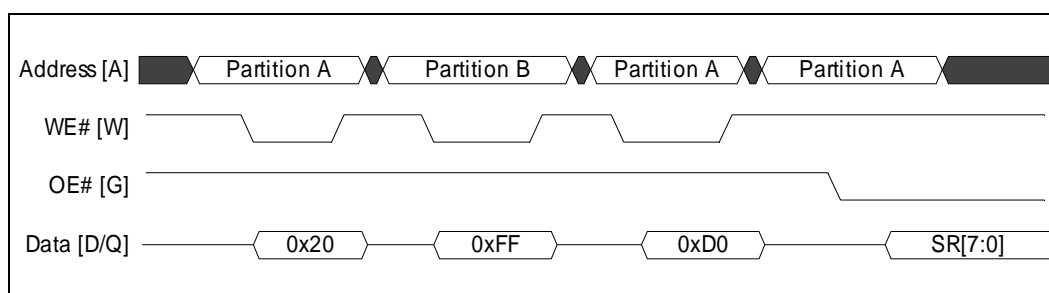 Address [A] Partition A Partition B Partition A Partition A
WE# [W]
OE# [G]
Data [D/Q] 0x20 0xFF 0xD0 SR[7:0]